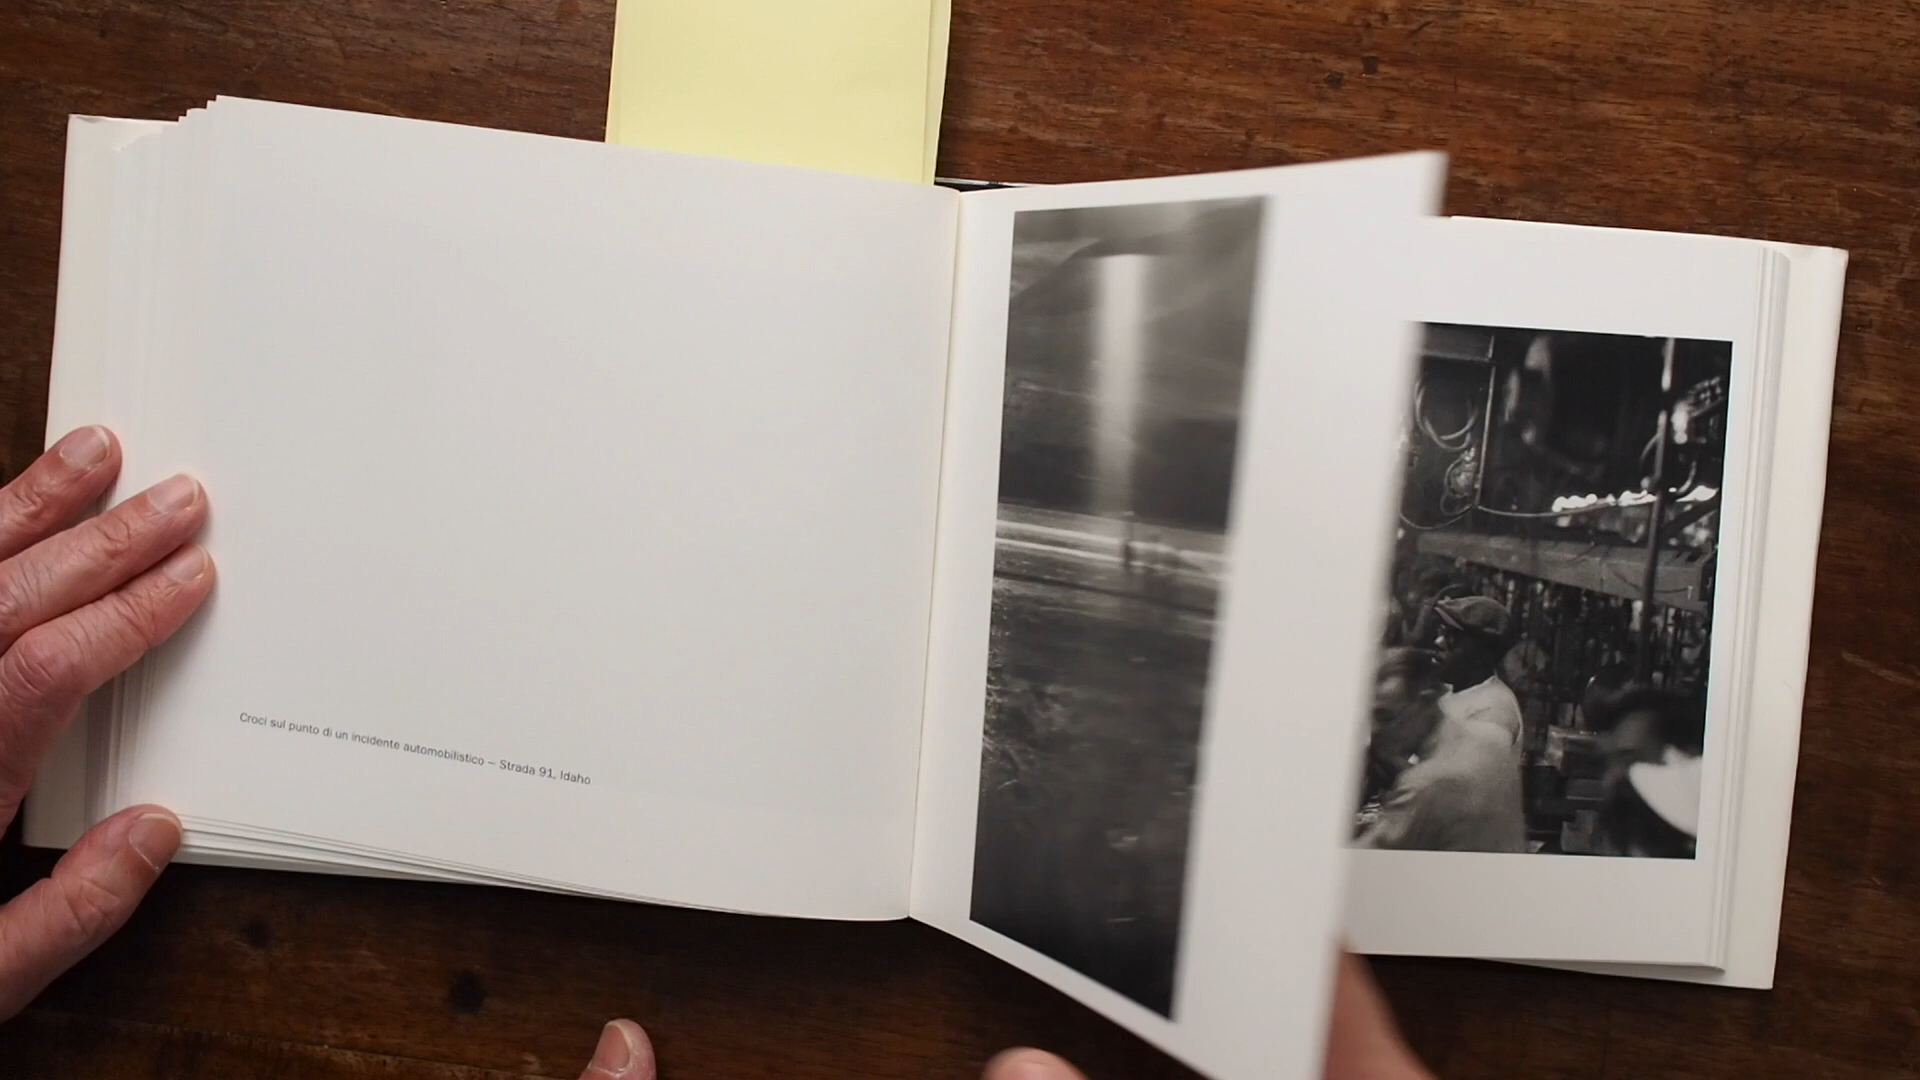 Croci sul punto di un incidente automobilistico – Strada 91, Idaho